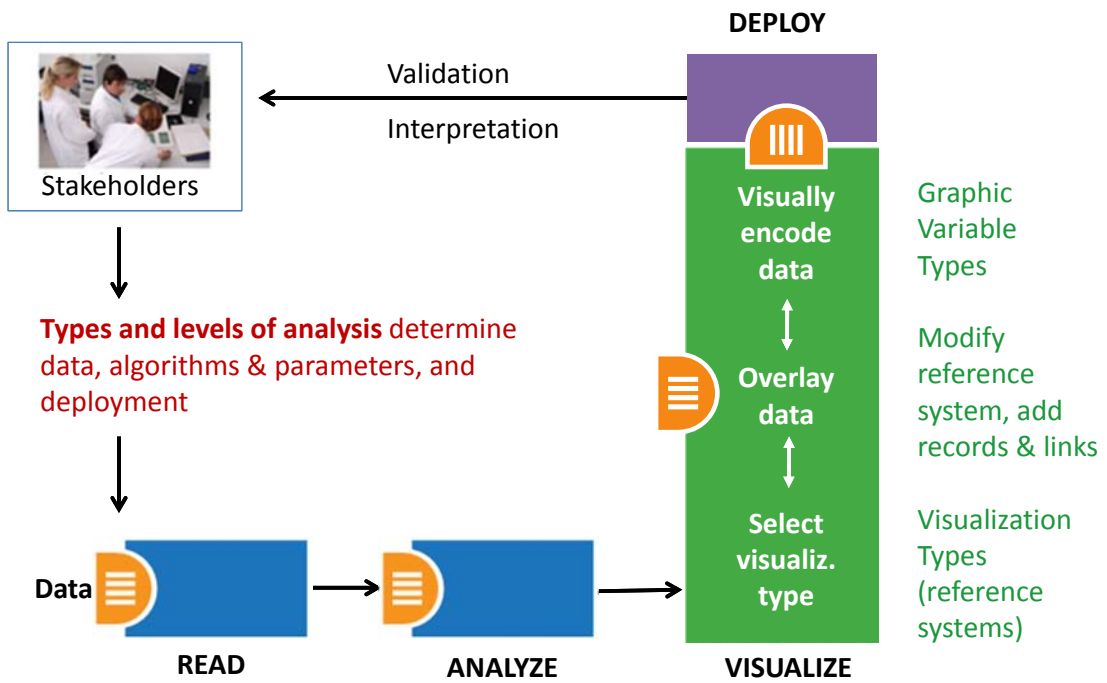 DEPLOY
Validation
Interpretation
Stakeholders
Types and levels of analysis determine
data, algorithms & parameters, and
deployment
Visually
encode
data
Graphic
Variable
Types
Overlay
data
Modify
reference
system, add
records & links
Select
visualiz.
type
Visualization
Types
(reference
systems)
Data
READ
ANALYZE
VISUALIZE